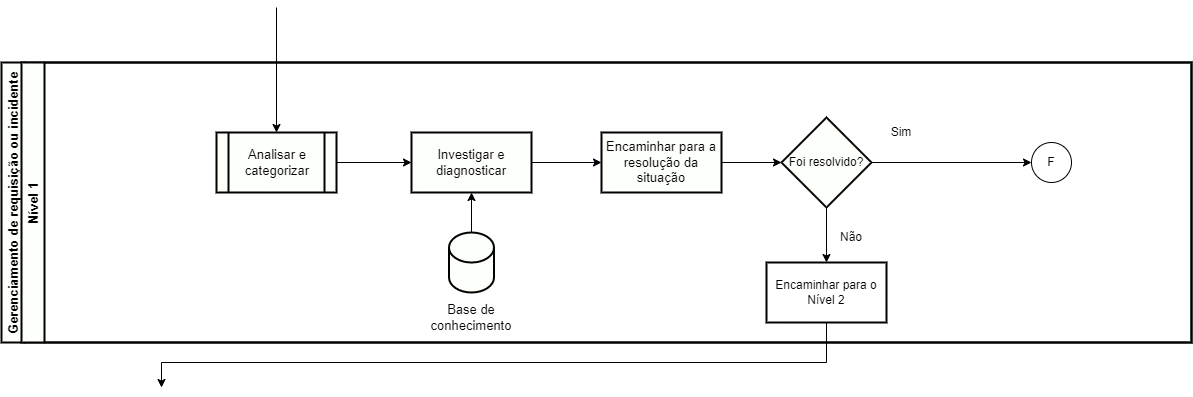 Gerenciamento de requisição ou incidente
Nível 1
Analisar e
categorizar
Investigar e
diagnosticar
Encaminhar para a
resolução da
situação
Foi resolvido?
Sim
F
Não
Encaminhar para o
Nível 2
Base de
conhecimento